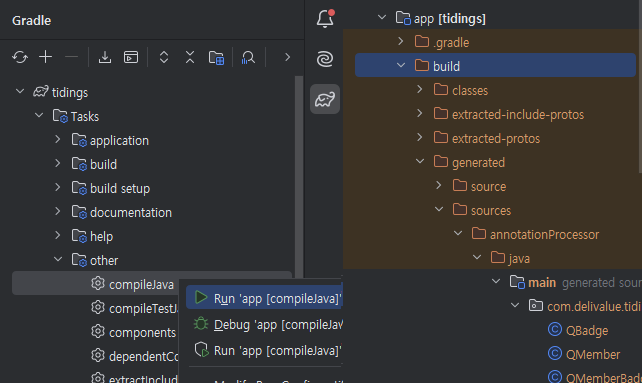 Gradle
tidings
Tasks
application
build
build setup
documentation
help
other
compileJava
compileTestJ
components
dependentCo
extractInclud
Run 'app [compileJava]'
Debug 'app [compileJav
Run 'app [compileJava]'
app [tidings]
.gradle
build
classes
extracted-include-protos
extracted-protos
generated
source
sources
annotationProcessor
java
main generated sour
com.delivalue.tidi
QBadge
QMember
QMemberBadg